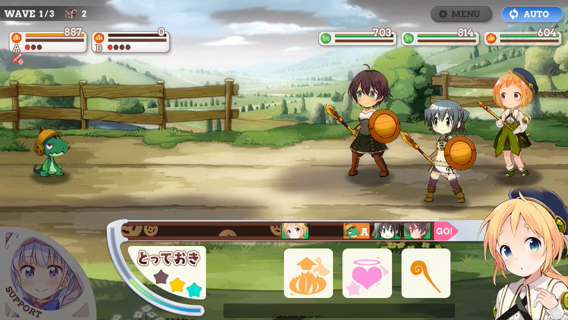 WAVE 1/3
2
MENU
AUTO
887
A
0
B
703
814
604
A
GO!
とっておき
SUPPORT